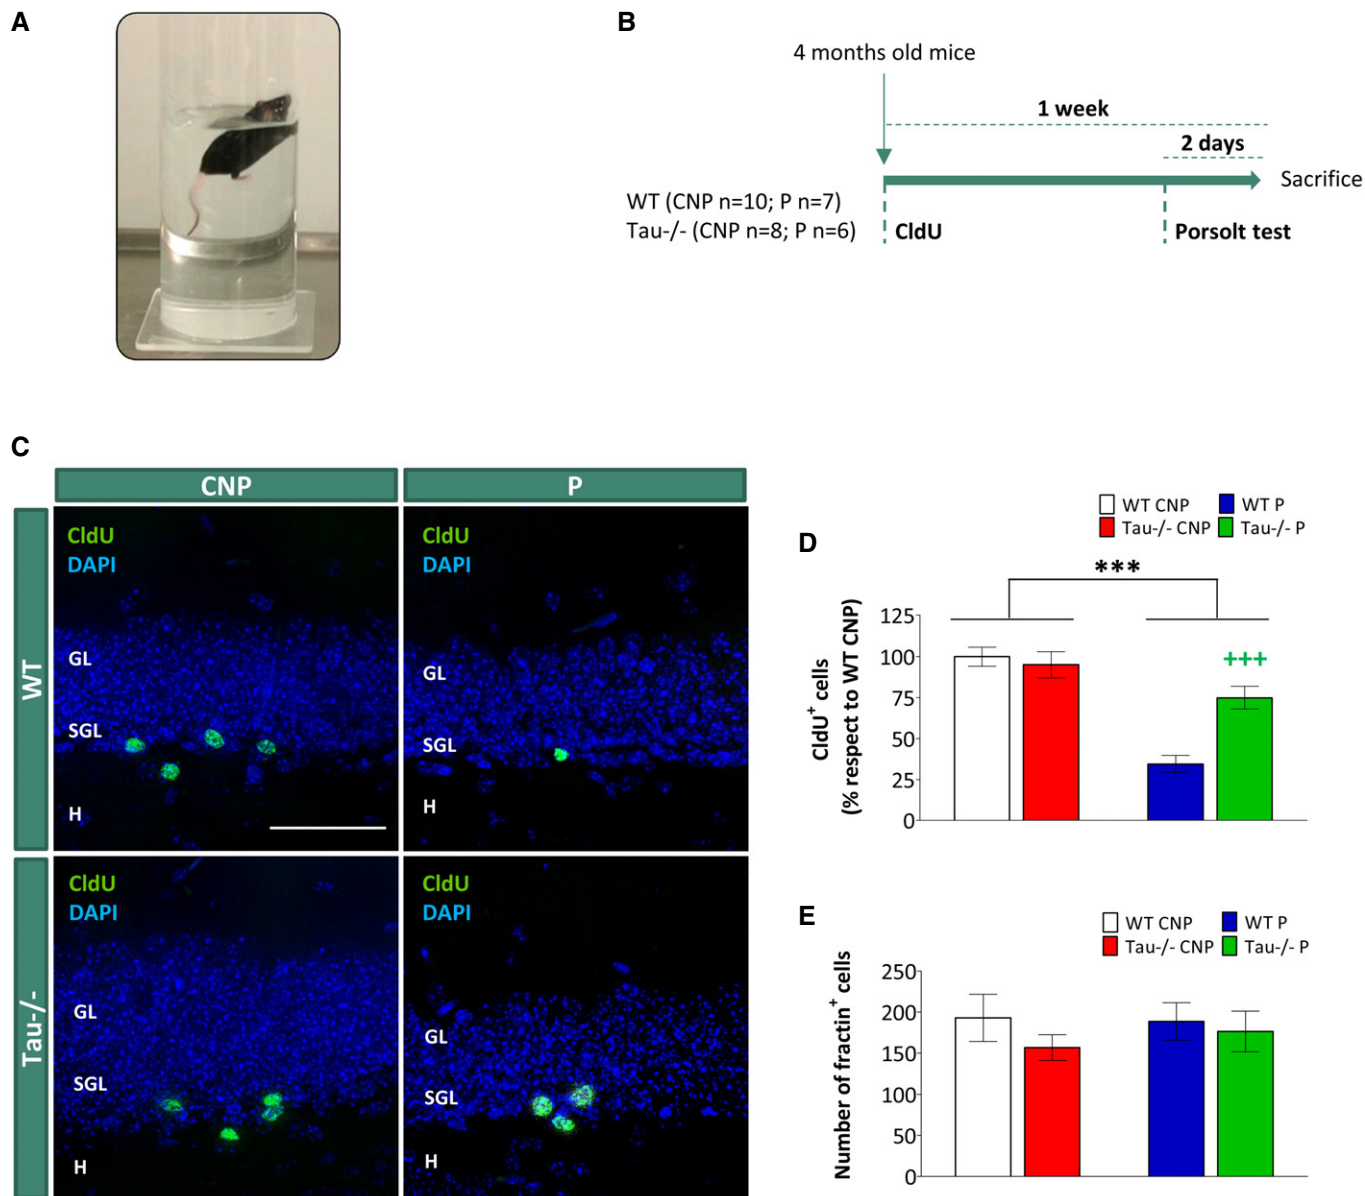 A
B
4 months old mice
1 week
2 days
Sacrifice
WT (CNP n=10; P n=7)
Tau-/- (CNP n=8; P n=6)
CldU
Porsolt test
C
CNP
P
WT
CldU
DAPI
GL
SGL
H
CldU
DAPI
GL
SGL
H
Tau-/-
CldU
DAPI
GL
SGL
H
CldU
DAPI
GL
SGL
H
D
WT CNP
WT P
Tau-/- CNP
Tau-/- P
***
+++
CldU+ cells
(% respect to WT CNP)
125
100
75
50
25
0
E
WT CNP
WT P
Tau-/- CNP
Tau-/- P
Number of fractin+ cells
250
200
150
100
50
0